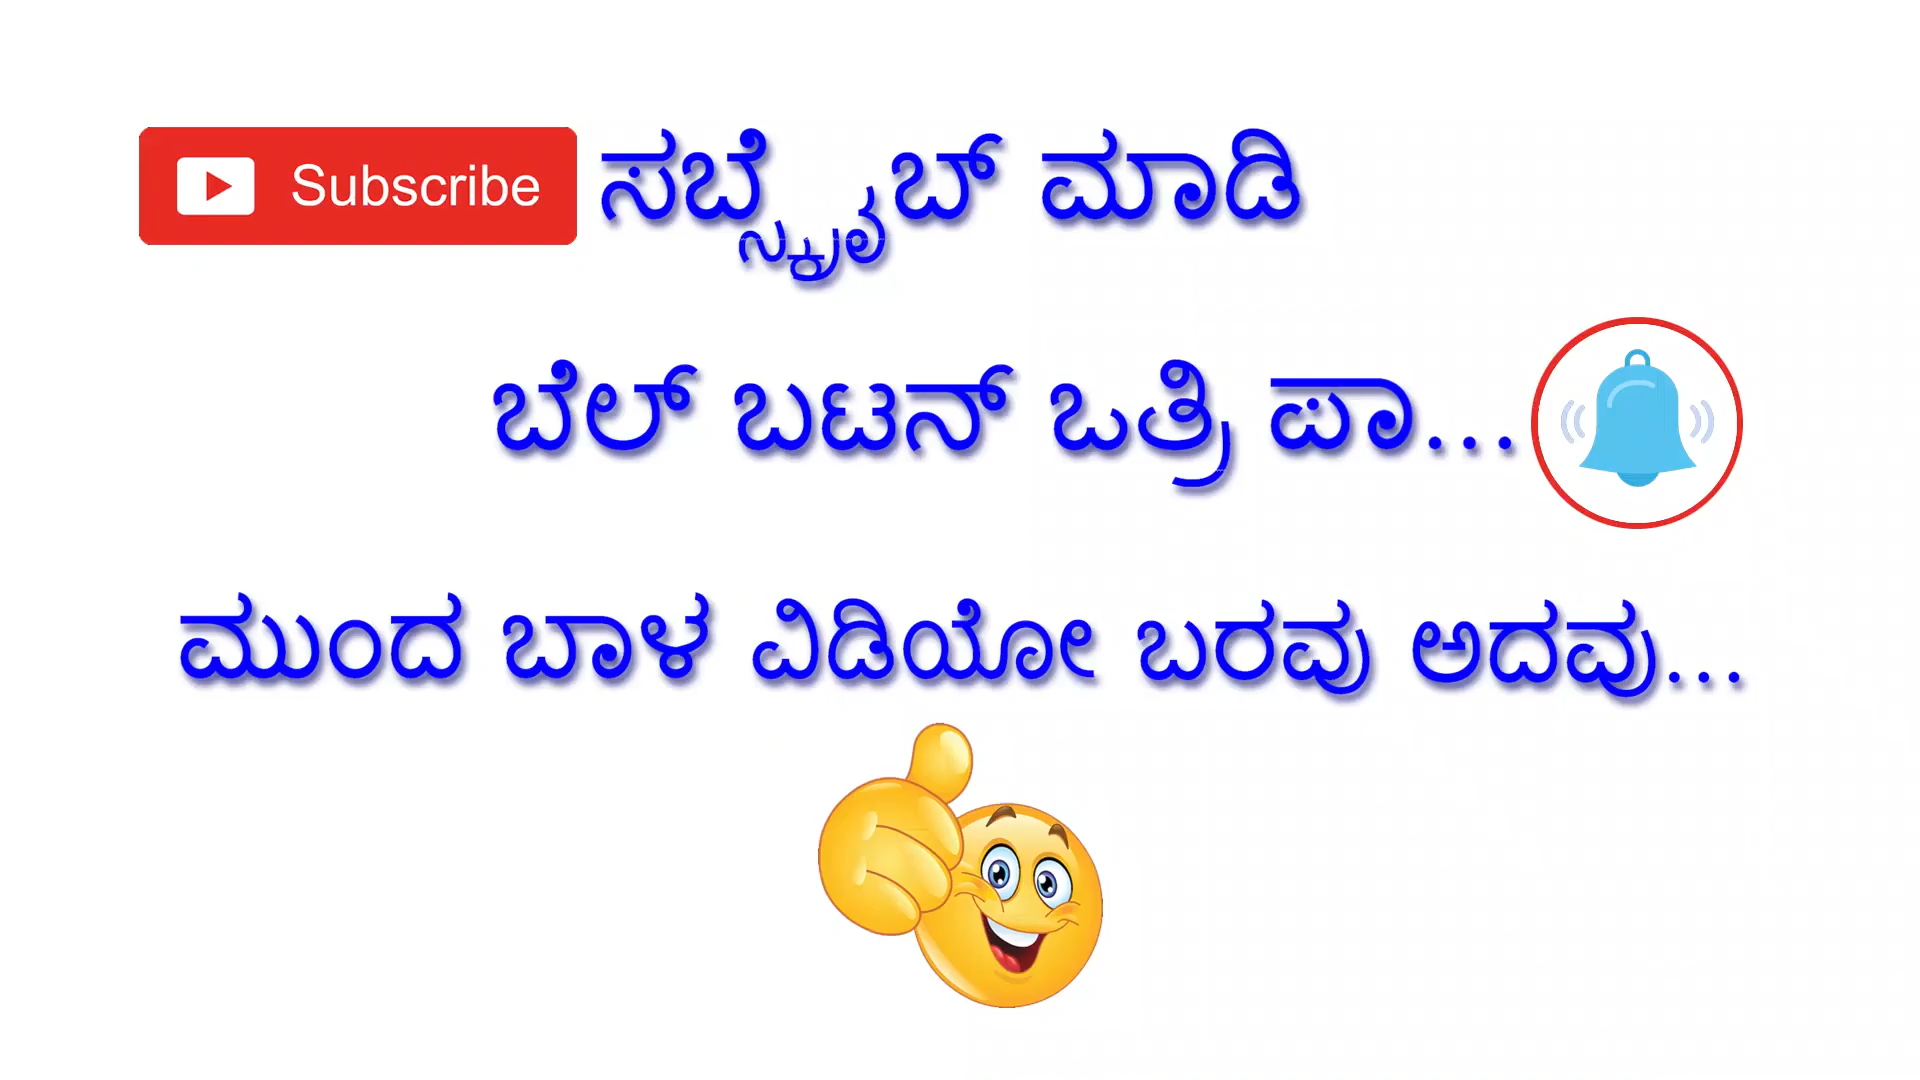 Subscribe ಸಬ್ಸ್ಕ್ರೈಬ್ ಮಾಡಿ
ಬೆಲ್ ಬಟನ್ ಒತ್ರಿ ಪಾ...
ಮುಂದ ಬಾಳ ವಿಡಿಯೋ ಬರವು ಅದವು...